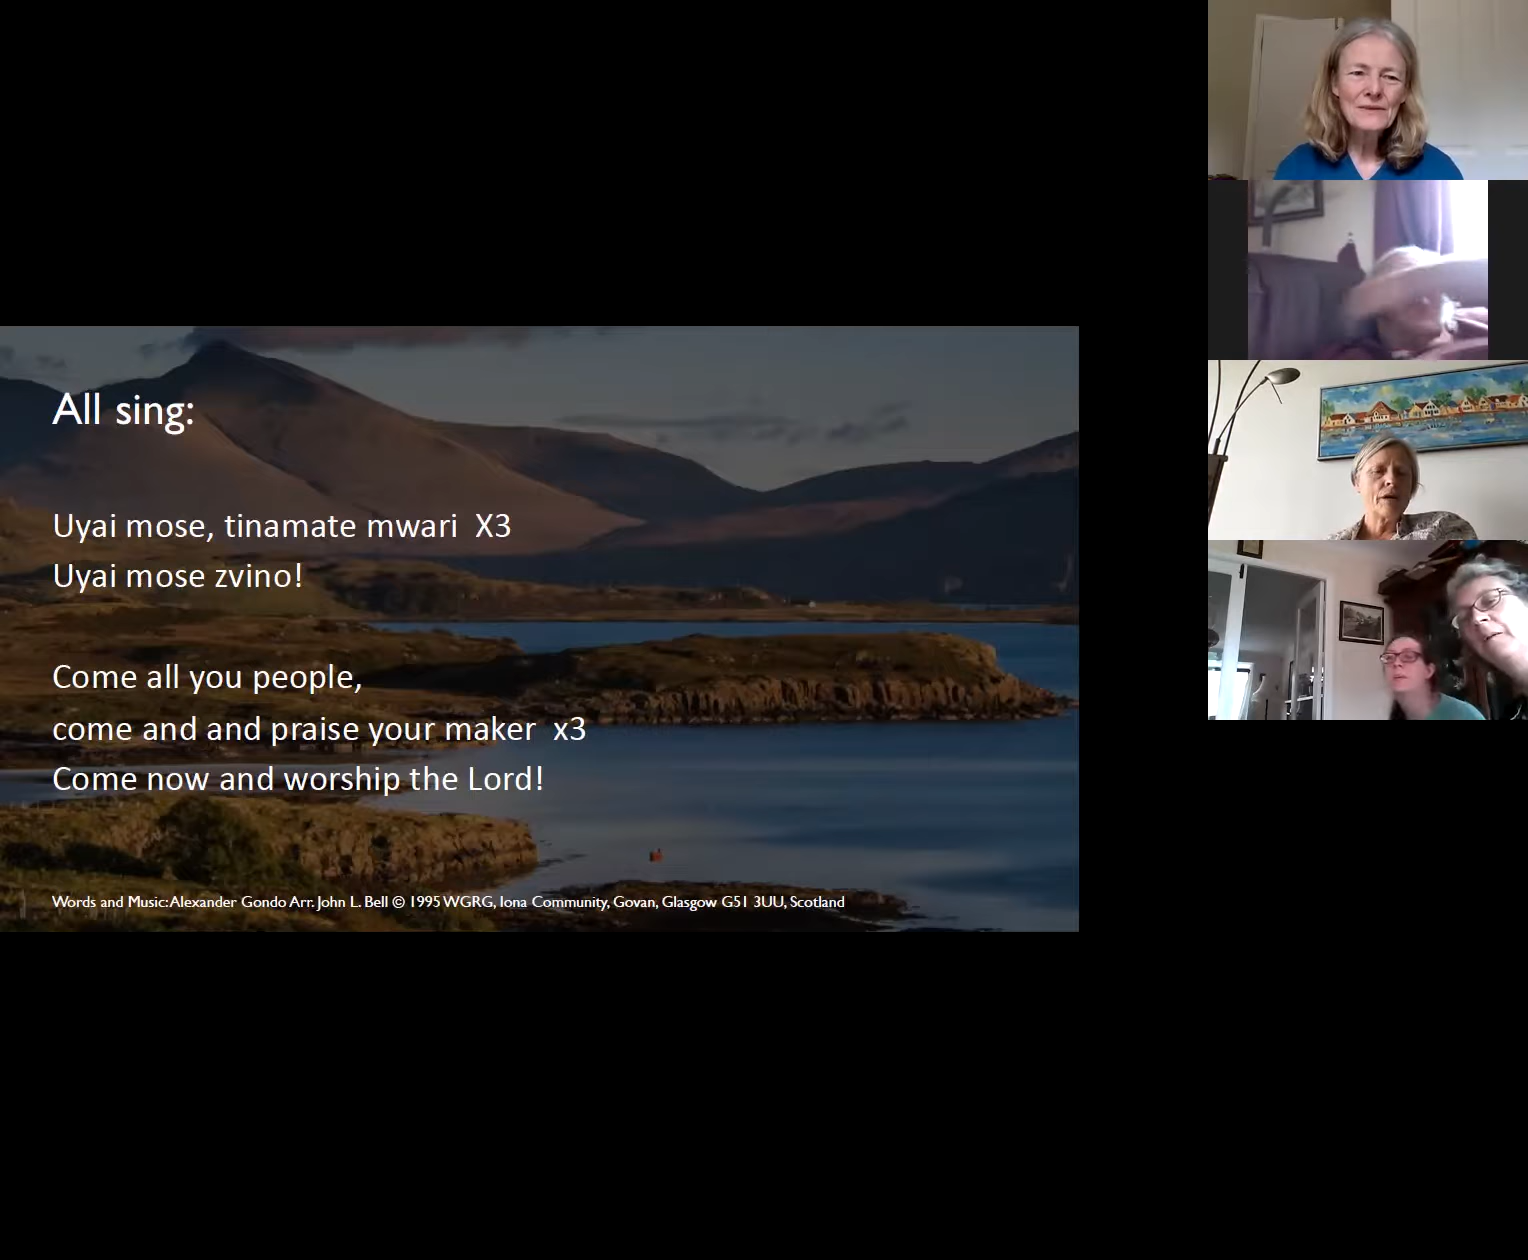 All sing:
Uyai mose, tinamate mwari X3
Uyai mose zvino!
Come all you people,
come and and praise your maker x3
Come now and worship the Lord!
Words and Music: Alexander Gondo Arr. John L. Bell © 1995 WGRG, Iona Community, Govan, Glasgow G51 3UU, Scotland